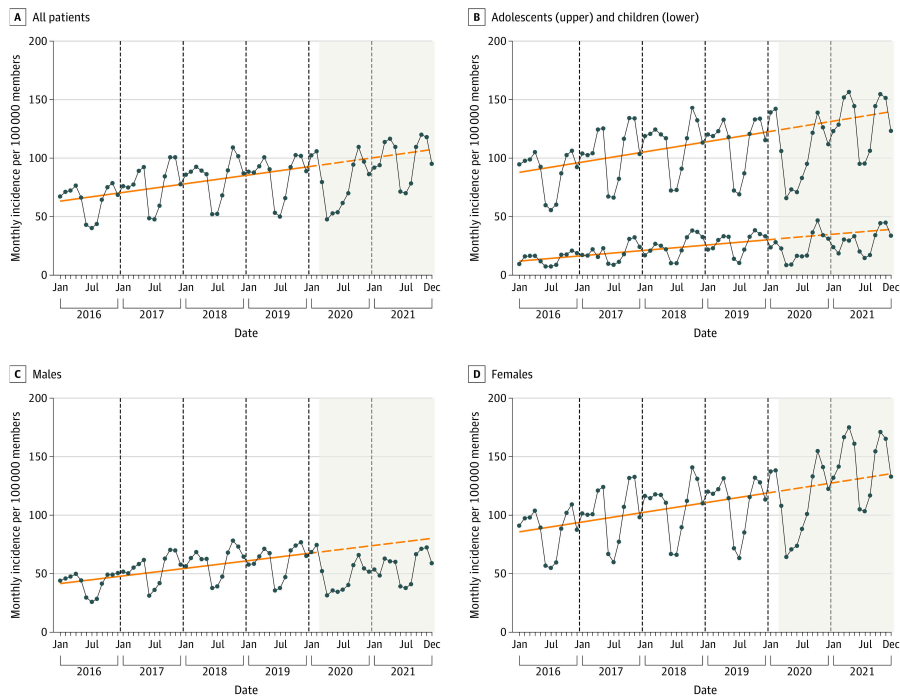 A All patients
Monthly incidence per 100 000 members
200
150
100
50
0
Jan Jul Jan Jul Jan Jul Jan Jul Jan Jul Jan Jul Dec
2016 2017 2018 2019 2020 2021
Date
B Adolescents (upper) and children (lower)
Monthly incidence per 100 000 members
200
150
100
50
0
Jan Jul Jan Jul Jan Jul Jan Jul Jan Jul Jan Jul Dec
2016 2017 2018 2019 2020 2021
Date
C Males
Monthly incidence per 100 000 members
200
150
100
50
0
Jan Jul Jan Jul Jan Jul Jan Jul Jan Jul Jan Jul Dec
2016 2017 2018 2019 2020 2021
Date
D Females
Monthly incidence per 100 000 members
200
150
100
50
0
Jan Jul Jan Jul Jan Jul Jan Jul Jan Jul Jan Jul Dec
2016 2017 2018 2019 2020 2021
Date